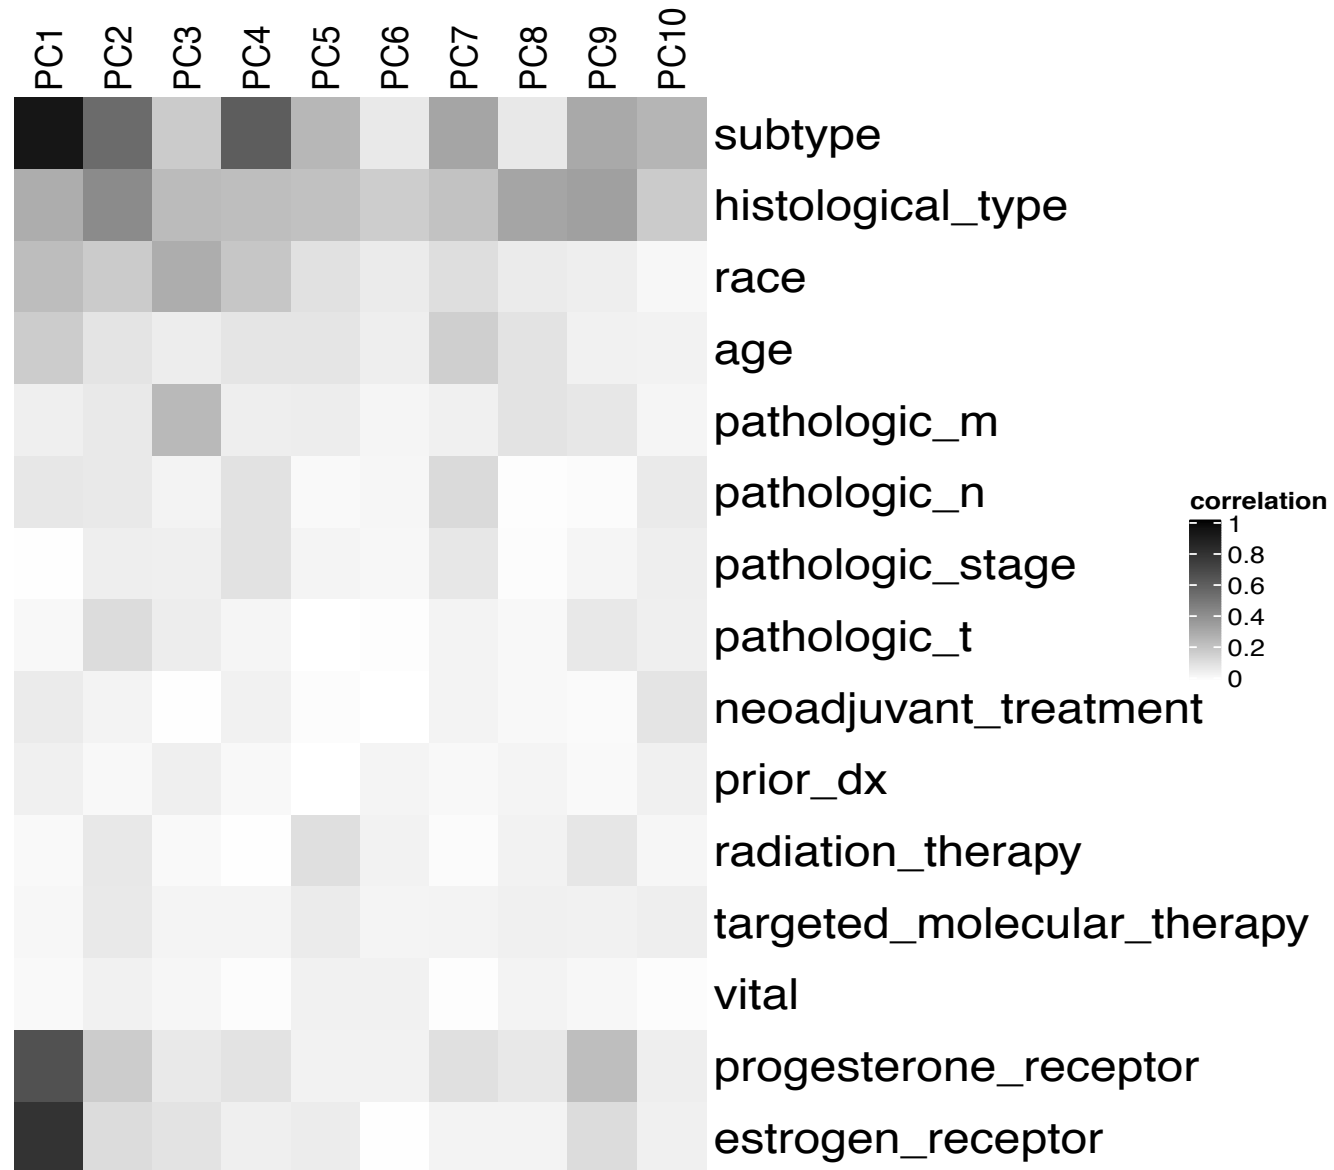 PC1 PC2 PC3 PC4 PC5 PC6 PC7 PC8 PC9 PC10
subtype
histological_type
race
age
pathologic_m
pathologic_n
pathologic_stage
pathologic_t
neoadjuvant_treatment
prior_dx
radiation_therapy
targeted_molecular_therapy
vital
progesterone_receptor
estrogen_receptor
correlation
1
0.8
0.6
0.4
0.2
0